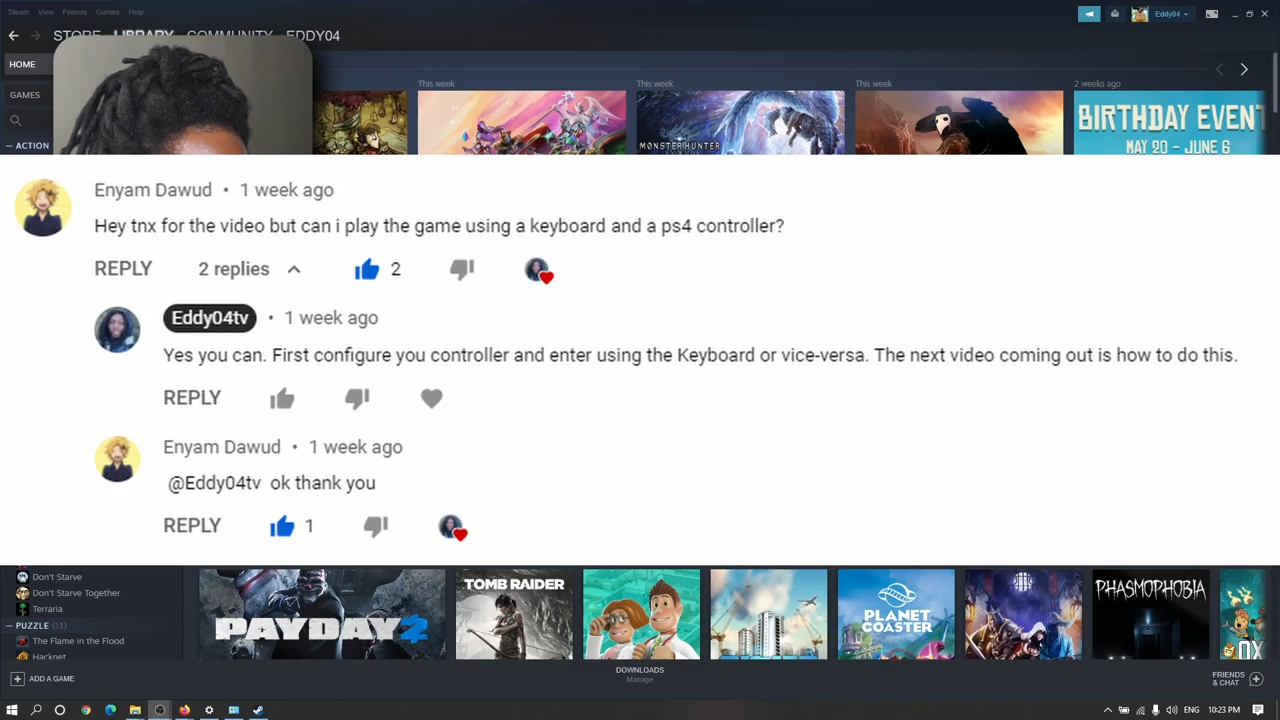 Steam View Friends Games Help
Eddy04
STORE LIBRARY COMMUNITY EDDY04
HOME
GAMES
This week
This week
This week
2 weeks ago
ACTION
MONSTERHUNTER
BIRTHDAY EVENT
MAY 20 - JUNE 6
Enyam Dawud • 1 week ago
Hey tnx for the video but can i play the game using a keyboard and a ps4 controller?
REPLY 2 replies 2
Eddy04tv • 1 week ago
Yes you can. First configure you controller and enter using the Keyboard or vice-versa. The next video coming out is how to do this.
REPLY
Enyam Dawud • 1 week ago
@Eddy04tv ok thank you
REPLY 1
Don't Starve
Don't Starve Together
Terraria
PUZZLE (11)
The Flame in the Flood
Hacknet
PAYDAY 2
TOMB RAIDER
PLANET COASTER
PHASMOPHOBIA
OX
ADD A GAME
DOWNLOADS
Manage
FRIENDS & CHAT
ENG 10:23 PM